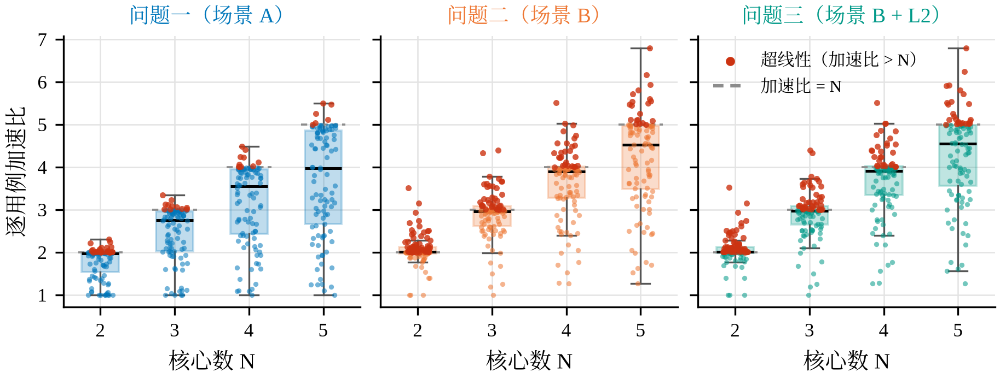 问题一（场景 A）
问题二（场景 B）
问题三（场景 B + L2）
逐用例加速比
7
6
5
4
3
2
1
超线性（加速比 > N）
加速比 = N
2 3 4 5
2 3 4 5
2 3 4 5
核心数 N
核心数 N
核心数 N